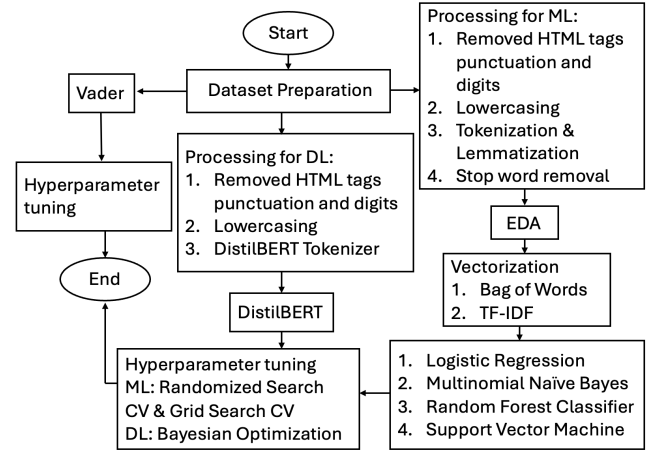 Start
Dataset Preparation
Vader
Hyperparameter
tuning
End
Processing for DL:
1. Removed HTML tags
punctuation and digits
2. Lowercasing
3. DistilBERT Tokenizer
DistilBERT
Processing for ML:
1. Removed HTML tags
punctuation and
digits
2. Lowercasing
3. Tokenization &
Lemmatization
4. Stop word removal
EDA
Vectorization
1. Bag of Words
2. TF-IDF
1. Logistic Regression
2. Multinomial Naïve Bayes
3. Random Forest Classifier
4. Support Vector Machine
Hyperparameter tuning
ML: Randomized Search
CV & Grid Search CV
DL: Bayesian Optimization